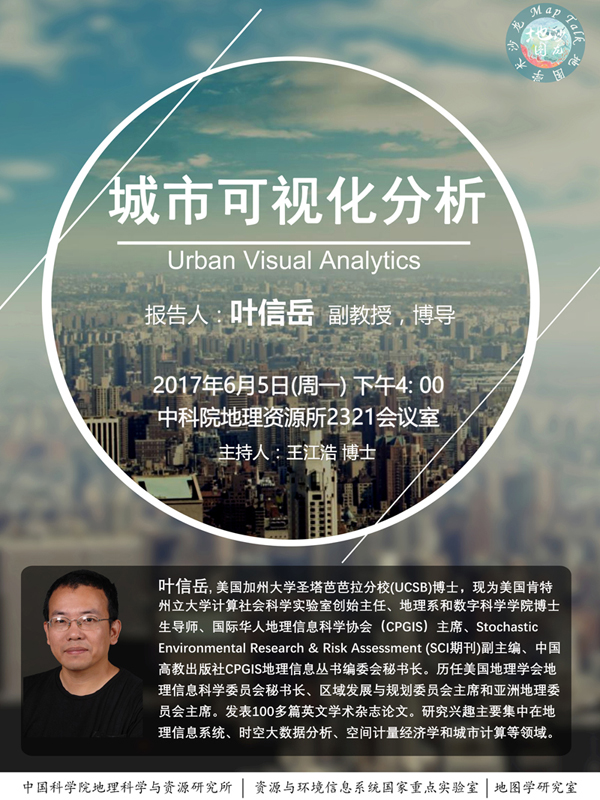 地图学术沙龙 Map Talk
地图沙龙
城市可视化分析
Urban Visual Analytics
报告人：叶信岳 副教授，博导
2017年6月5日(周一) 下午4: 00
中科院地理资源所2321会议室
主持人：王江浩 博士
叶信岳, 美国加州大学圣塔芭芭拉分校(UCSB)博士，现为美国肯特
州立大学计算社会科学实验室创始主任、地理系和数字科学学院博士
生导师、国际华人地理信息科学协会（CPGIS）主席、Stochastic
Environmental Research & Risk Assessment (SCI期刊)副主编、中国
高教出版社CPGIS地理信息丛书编委会秘书长。历任美国地理学会地
理信息科学委员会秘书长、区域发展与规划委员会主席和亚洲地理委
员会主席。发表100多篇英文学术杂志论文。研究兴趣主要集中在地
理信息系统、时空大数据分析、空间计量经济学和城市计算等领域。
中国科学院地理科学与资源研究所 | 资源与环境信息系统国家重点实验室 | 地图学研究室